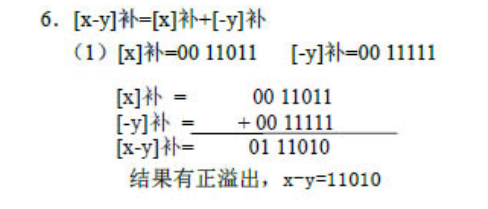 6. [x-y]补=[x]补+[-y]补
（1）[x]补=00 11011 [-y]补=00 11111
[x]补 = 00 11011
[-y]补 = + 00 11111
[x-y]补= 01 11010
结果有正溢出，x-y=11010